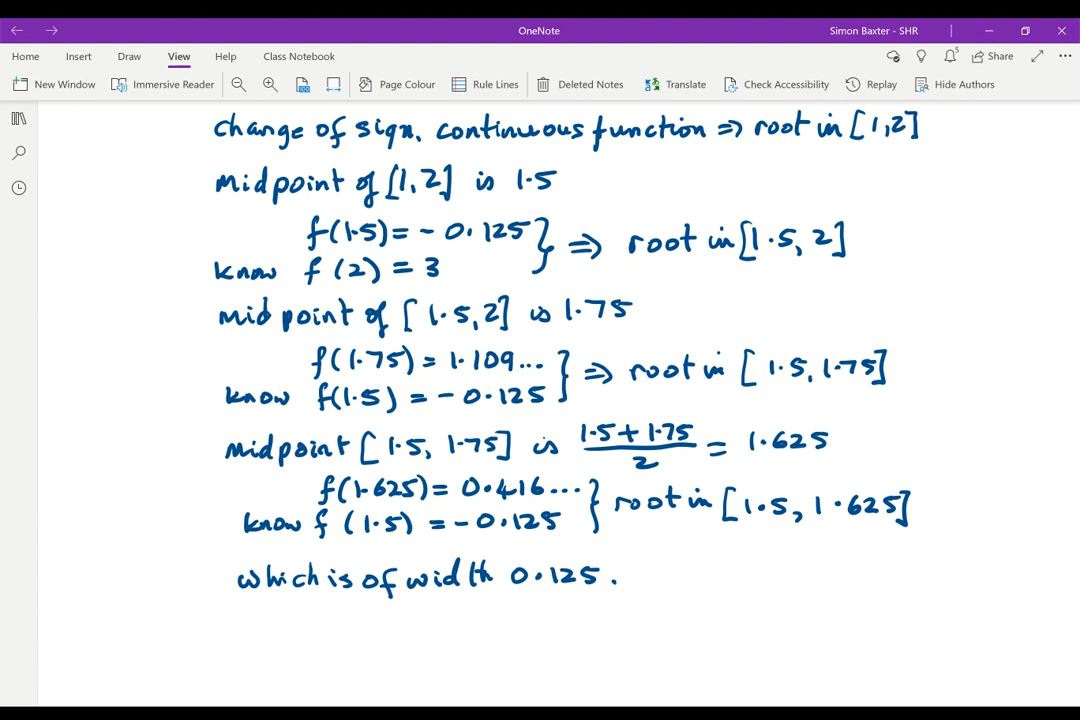 OneNote
Simon Baxter - SHR
Home Insert Draw View Help Class Notebook
5 Share
New Window Immersive Reader Page Colour Rule Lines Deleted Notes Translate Check Accessibility Replay Hide Authors
change of sign. continuous function ⇒ root in [1,2]
midpoint of [1,2] is 1.5
f(1.5) = -0.125 } ⇒ root in [1.5, 2]
know f(2) = 3
midpoint of [1.5,2] is 1.75
f(1.75) = 1.109... } ⇒ root in [1.5, 1.75]
know f(1.5) = -0.125
midpoint [1.5, 1.75] is (1.5+1.75)/2 = 1.625
f(1.625) = 0.416... } root in [1.5, 1.625]
know f(1.5) = -0.125
which is of width 0.125.